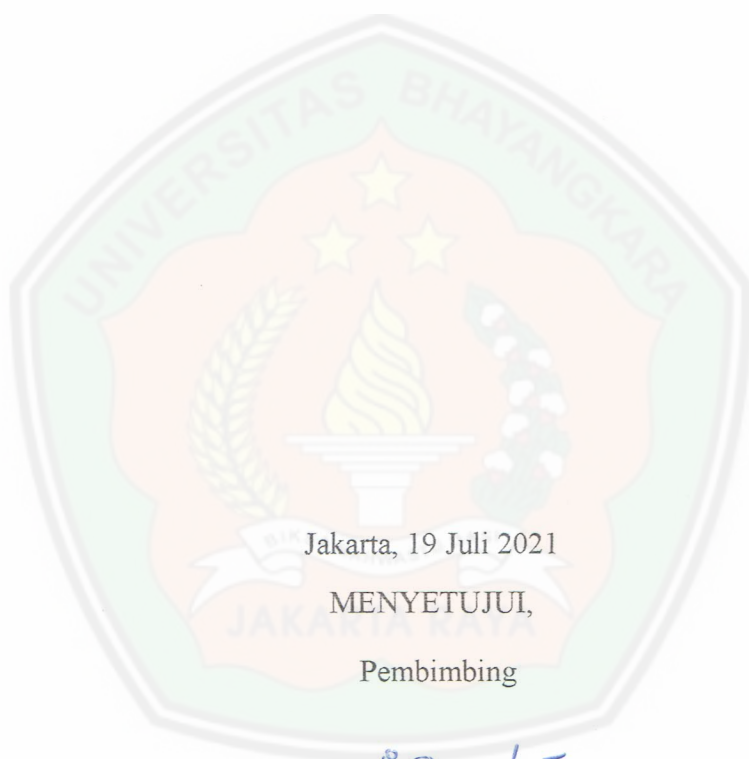 UNIVERSITAS BHAYANGKARA
Jakarta, 19 Juli 2021
MENYETUJUI,
JAKARTA RAYA
Pembimbing